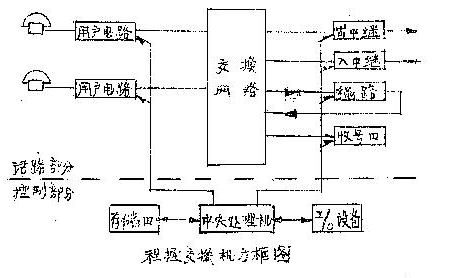 用户电路
出中继
交换
网络
入中继
用户电路
绳路
收号器
话路部分
控制部分
存储器
中央处理机
I/O设备
程控交换机方框图